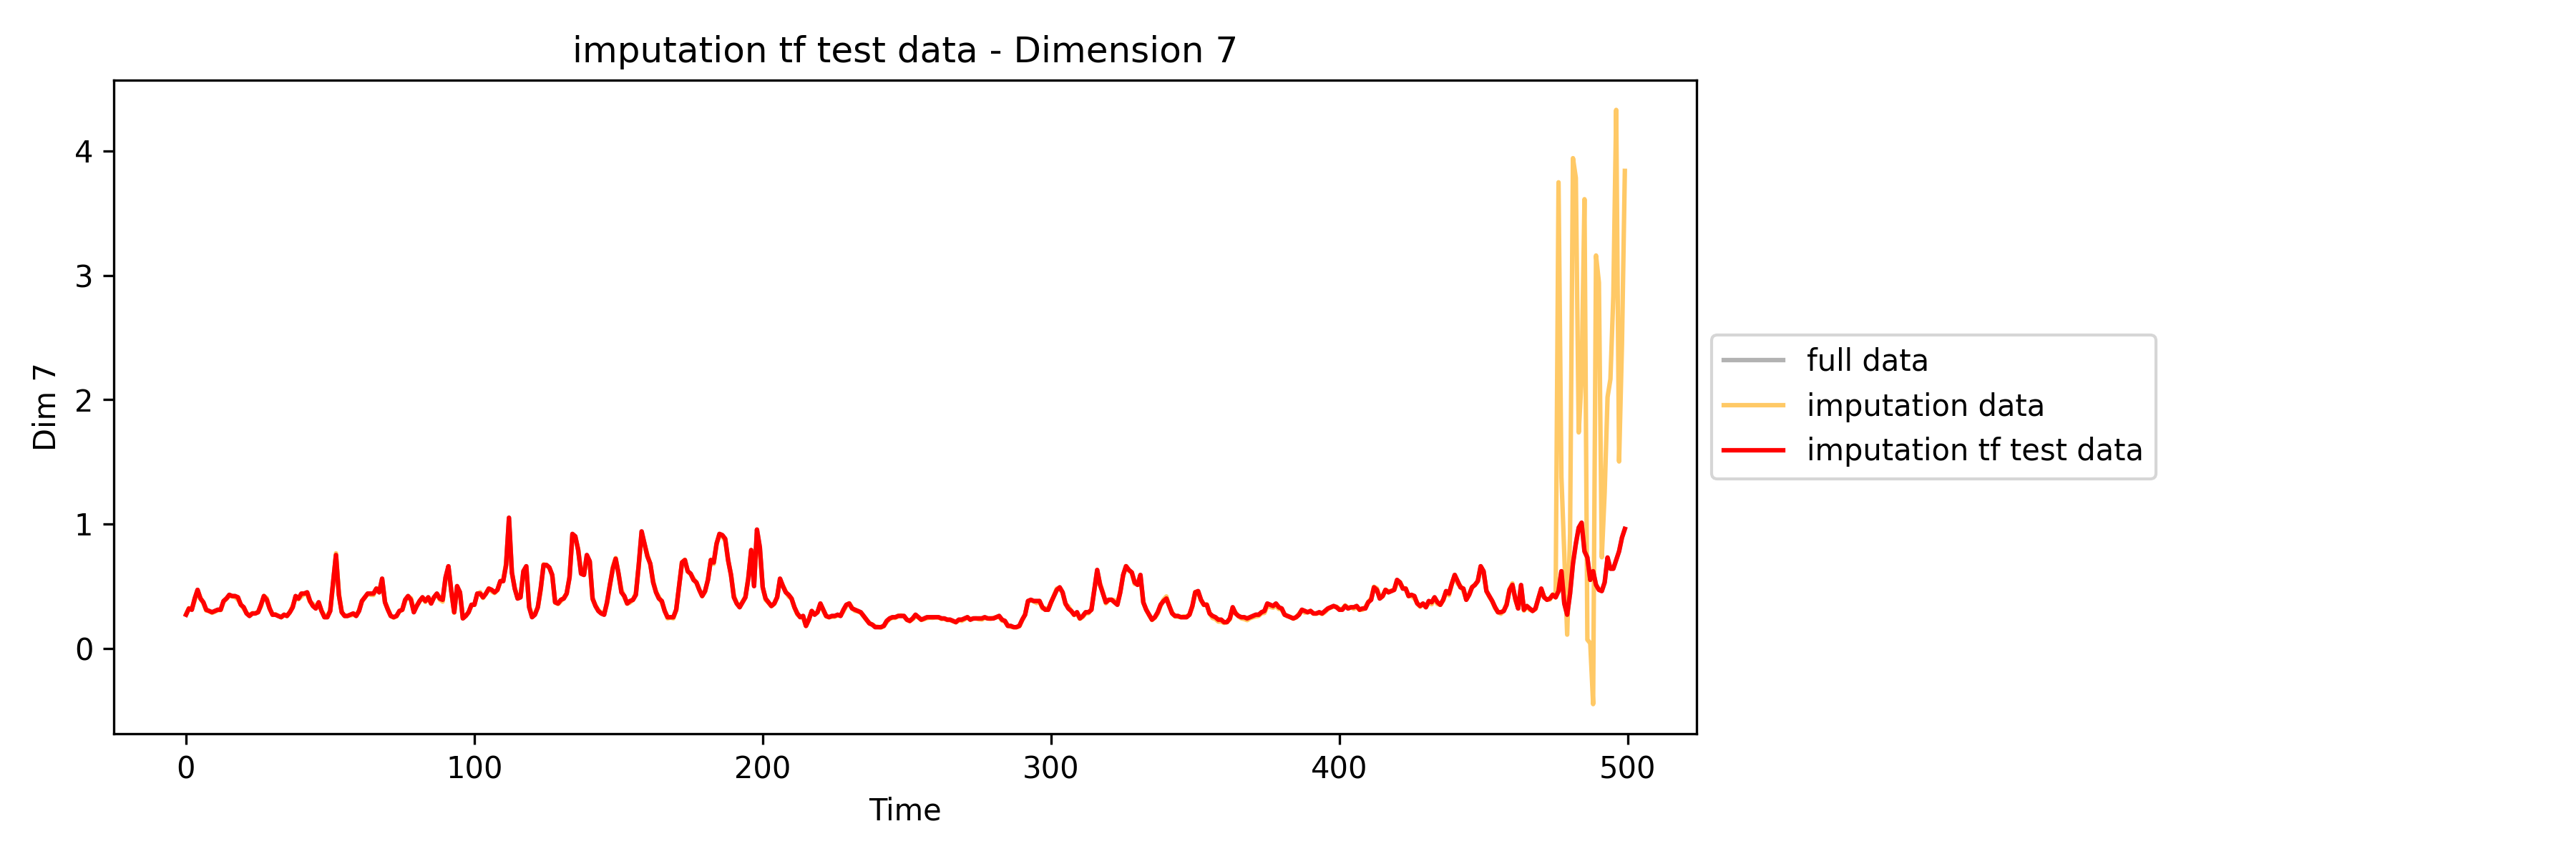 imputation tf test data - Dimension 7
4
3
2
1
0
Dim 7
0 100 200 300 400 500
Time
full data
imputation data
imputation tf test data